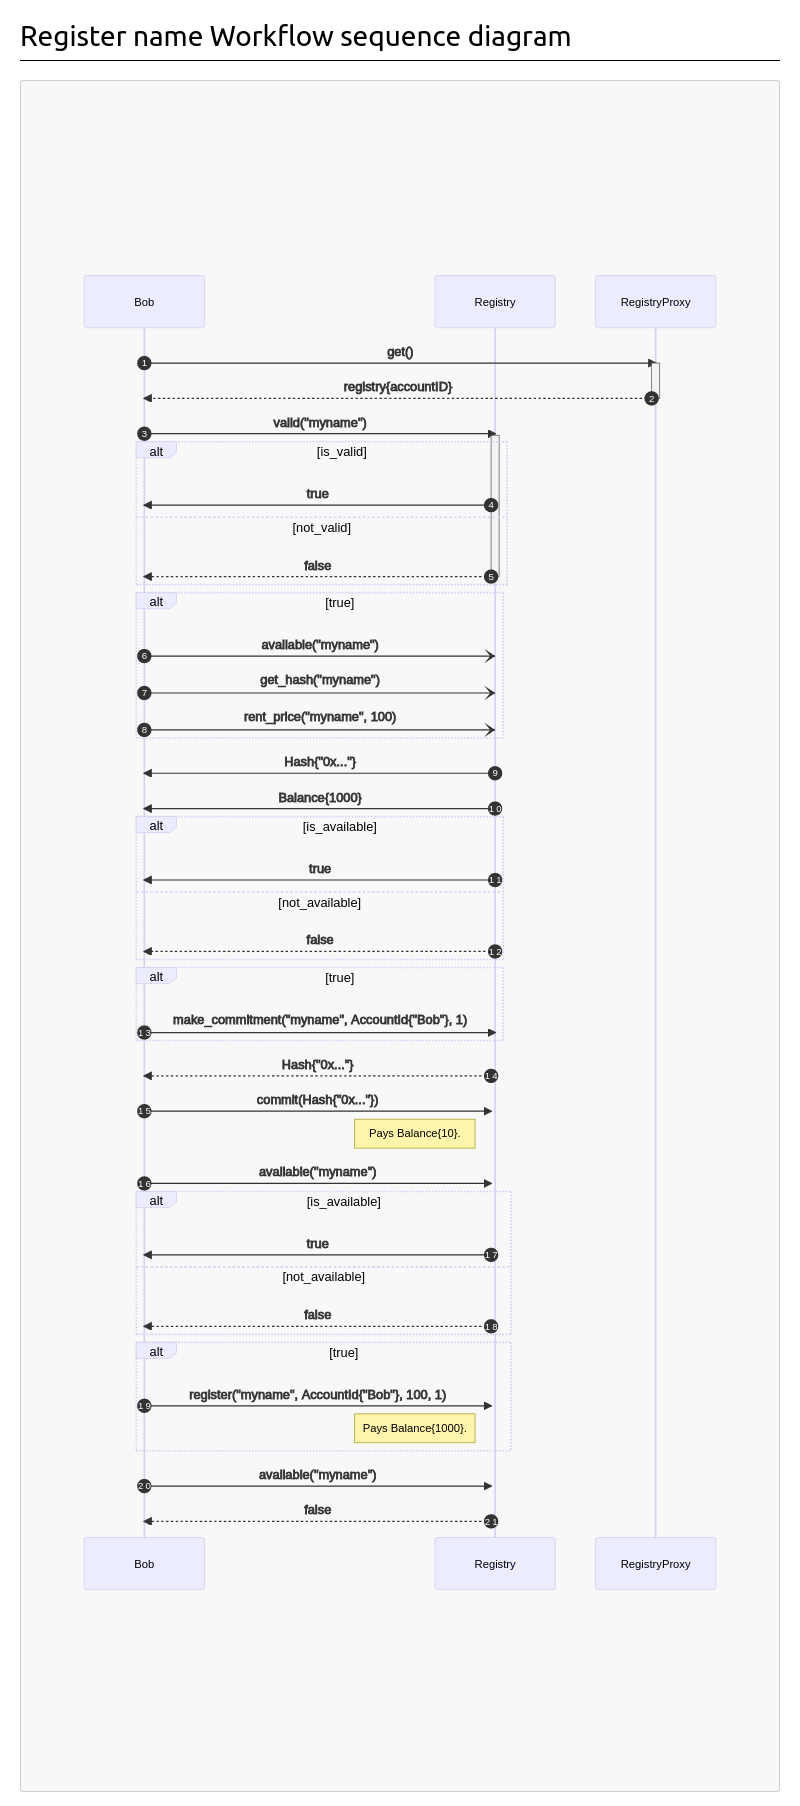 Register name Workflow sequence diagram
Bob
Registry
RegistryProxy
get()
1
registry{accountID}
2
valid("myname")
3
alt
[is_valid]
true
4
[not_valid]
false
5
alt
[true]
available("myname")
6
get_hash("myname")
7
rent_price("myname", 100)
8
Hash{"0x..."}
9
Balance{1000}
10
alt
[is_available]
true
11
[not_available]
false
12
alt
[true]
make_commitment("myname", AccountId{"Bob"}, 1)
13
Hash{"0x..."}
14
commit(Hash{"0x..."})
15
Pays Balance{10}.
available("myname")
16
alt
[is_available]
true
17
[not_available]
false
18
alt
[true]
register("myname", AccountId{"Bob"}, 100, 1)
19
Pays Balance{1000}.
available("myname")
20
false
21
Bob
Registry
RegistryProxy